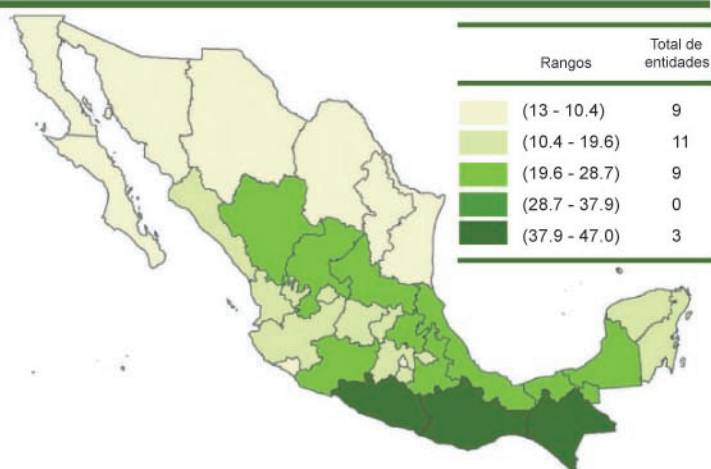 Rangos Total de entidades
(13 - 10.4) 9
(10.4 - 19.6) 11
(19.6 - 28.7) 9
(28.7 - 37.9) 0
(37.9 - 47.0) 3